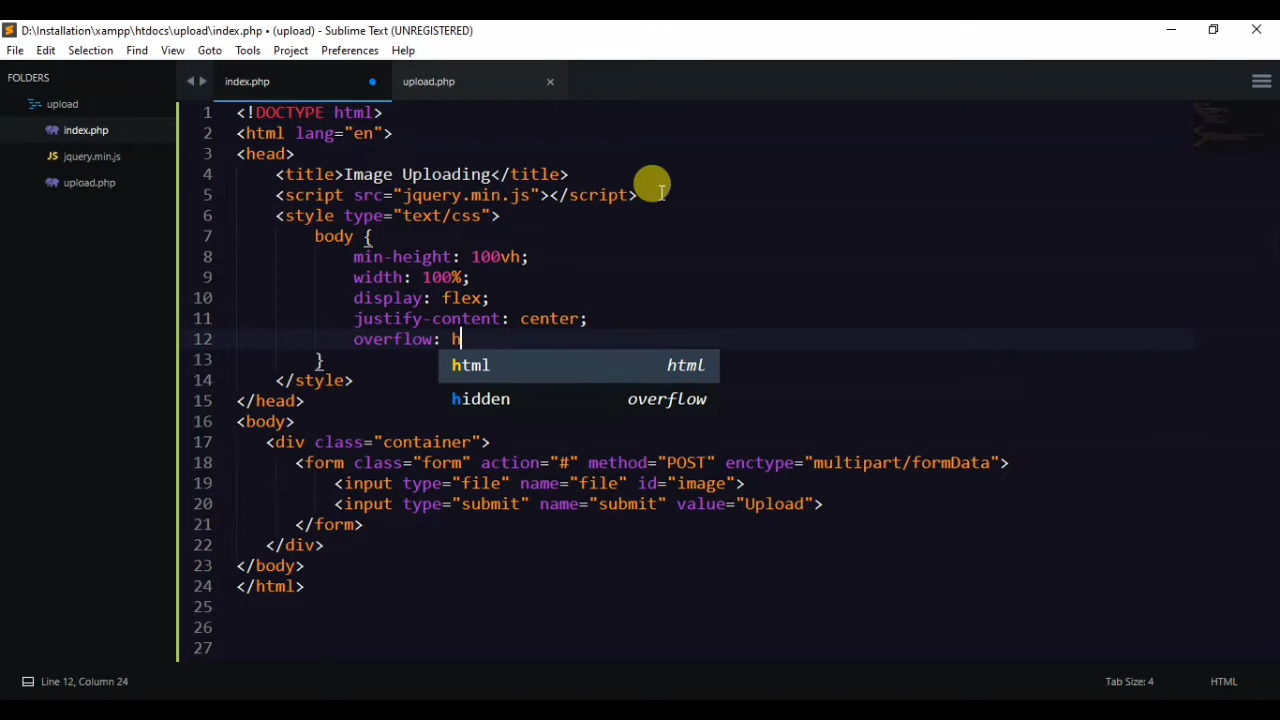 D:\Installation\xampp\htdocs\upload\index.php • (upload) - Sublime Text (UNREGISTERED)
File Edit Selection Find View Goto Tools Project Preferences Help
FOLDERS
upload
index.php
JS jquery.min.js
upload.php
index.php upload.php
1 <!DOCTYPE html>
2 <html lang="en">
3 <head>
4 <title>Image Uploading</title>
5 <script src="jquery.min.js"></script>
6 <style type="text/css">
7 body {
8 min-height: 100vh;
9 width: 100%;
10 display: flex;
11 justify-content: center;
12 overflow: h
html html
hidden overflow
13 }
14 </style>
15 </head>
16 <body>
17 <div class="container">
18 <form class="form" action="#" method="POST" enctype="multipart/formData">
19 <input type="file" name="file" id="image">
20 <input type="submit" name="submit" value="Upload">
21 </form>
22 </div>
23 </body>
24 </html>
25
26
27
Line 12, Column 24 Tab Size: 4 HTML